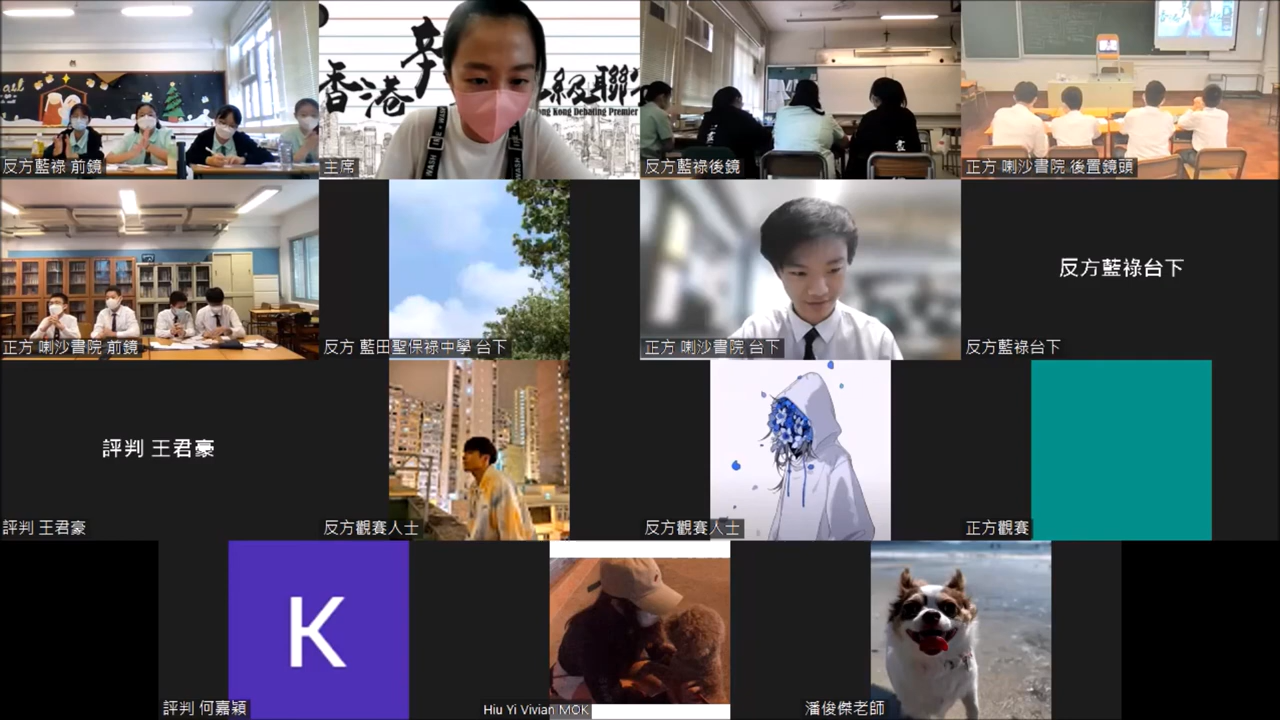 反方藍祿 前鏡
香港
級聯
ong Kong Debating Premier
WASH
主席
反方藍祿後鏡
正方 喇沙書院 後置鏡頭
正方 喇沙書院 前鏡
反方 藍田聖保祿中學 台下
正方 喇沙書院 台下
反方藍祿台下
反方藍祿台下
評判 王君豪
評判 王君豪
反方觀賽人士
反方觀賽人士
正方觀賽
K
評判 何嘉穎
Hiu Yi Vivian MOK
潘俊傑老師